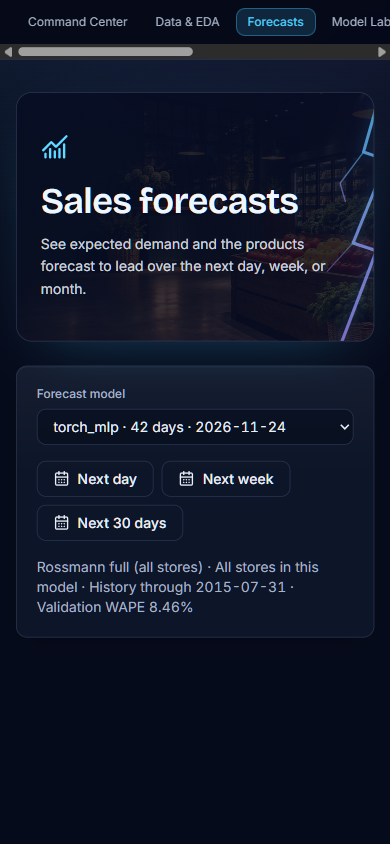 Command Center Data & EDA Forecasts Model Lab
Sales forecasts
See expected demand and the products
forecast to lead over the next day, week, or
month.
Forecast model
torch_mlp · 42 days · 2026-11-24
Next day Next week
Next 30 days
Rossmann full (all stores) · All stores in this
model · History through 2015-07-31 ·
Validation WAPE 8.46%